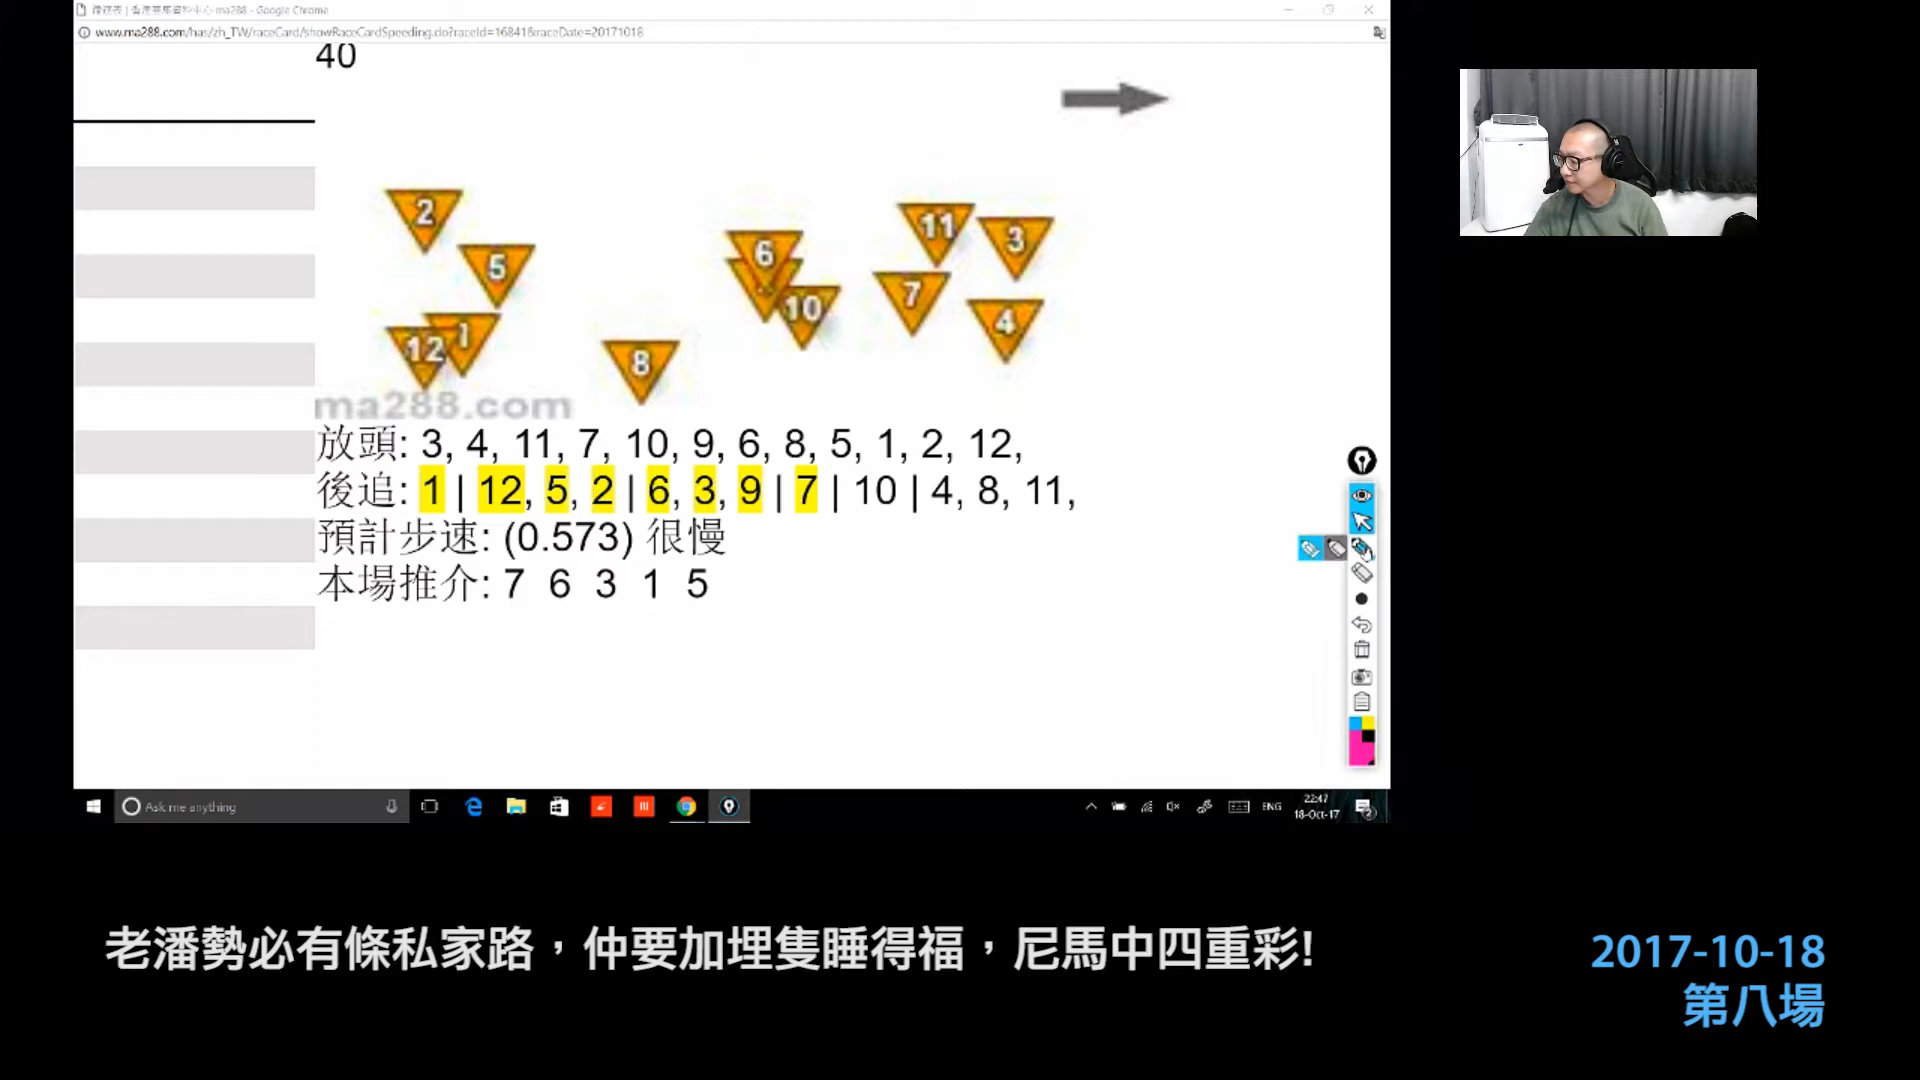 ma288 - Google Chrome
www.ma288.com/has/zh_TW/raceCard/showRaceCardSpeeding.do?raceId=1684&raceDate=20171018
40
2
11
3
5
6
7
10
4
1
12
8
ma288.com
放頭: 3, 4, 11, 7, 10, 9, 6, 8, 5, 1, 2, 12,
後追: 1 | 12, 5, 2 | 6, 3, 9 | 7 | 10 | 4, 8, 11,
預計步速: (0.573) 很慢
本場推介: 7 6 3 1 5
Ask me anything
ENG
22:47
18-Oct-17
老潘勢必有條私家路，仲要加埋隻睡得福，尼馬中四重彩!
2017-10-18
第八場